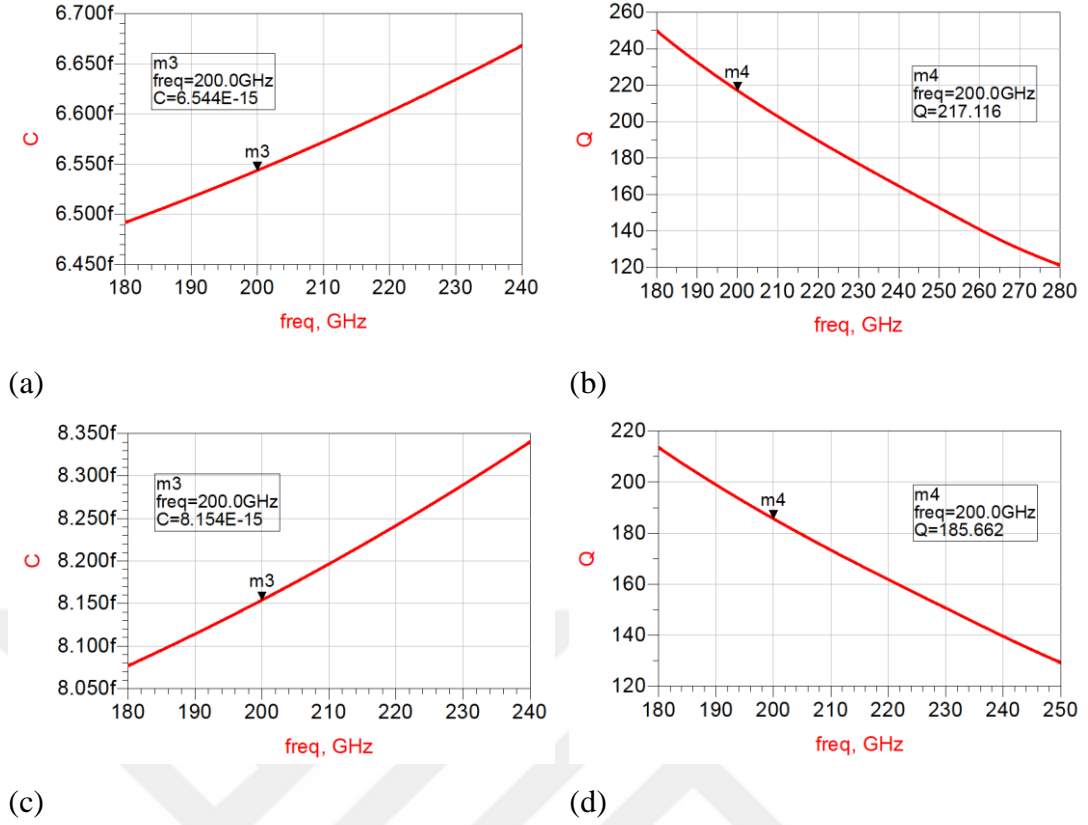 6.700f
6.650f
6.600f
6.550f
6.500f
6.450f
C
m3
freq=200.0GHz
C=6.544E-15
m3
180 190 200 210 220 230 240
freq, GHz
(a)
260
240
220
200
180
160
140
120
Q
m4
m4
freq=200.0GHz
Q=217.116
180 190 200 210 220 230 240 250 260 270 280
freq, GHz
(b)
8.350f
8.300f
8.250f
8.200f
8.150f
8.100f
8.050f
C
m3
freq=200.0GHz
C=8.154E-15
m3
180 190 200 210 220 230 240
freq, GHz
(c)
220
200
180
160
140
120
Q
m4
m4
freq=200.0GHz
Q=185.662
180 190 200 210 220 230 240 250
freq, GHz
(d)